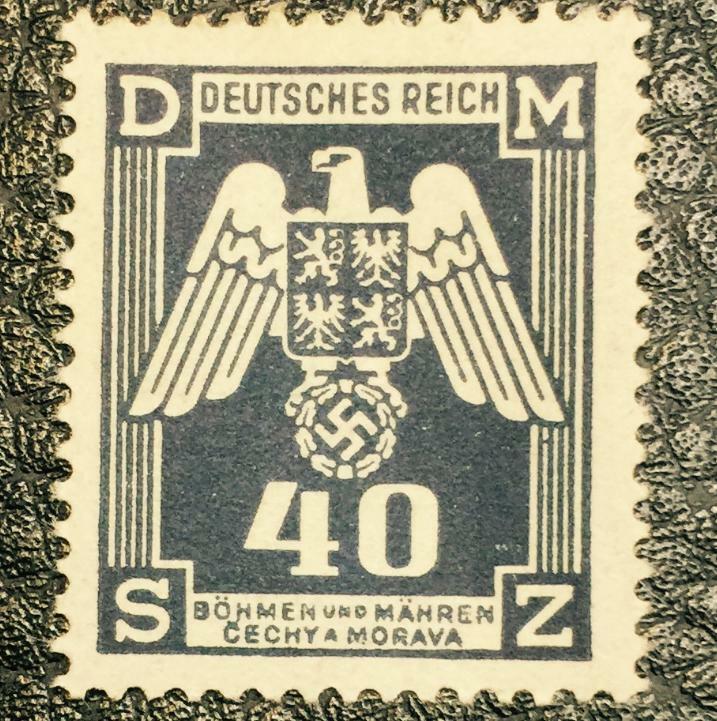 D DEUTSCHES REICH M
40
S BÖHMEN UND MÄHREN Z
ČECHY A MORAVA